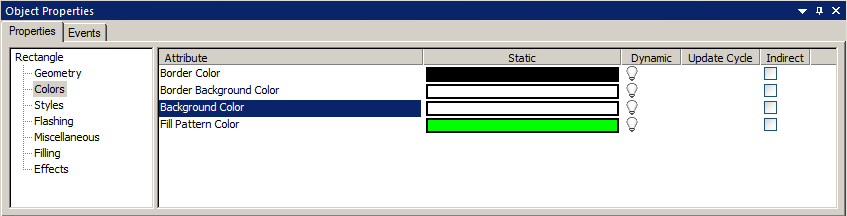 Object Properties
Properties Events
Rectangle
Geometry
Colors
Styles
Flashing
Miscellaneous
Filling
Effects
Attribute Static Dynamic Update Cycle Indirect
Border Color
Border Background Color
Background Color
Fill Pattern Color